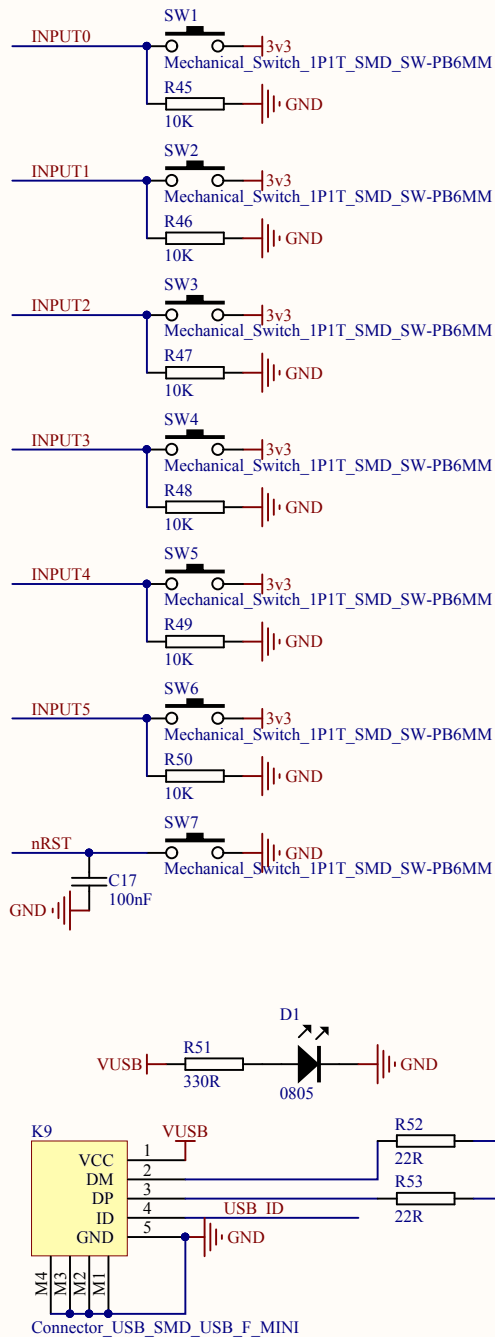 SW1
INPUT0
3v3
Mechanical_Switch_1P1T_SMD_SW-PB6MM
R45
GND
10K
SW2
INPUT1
3v3
Mechanical_Switch_1P1T_SMD_SW-PB6MM
R46
GND
10K
SW3
INPUT2
3v3
Mechanical_Switch_1P1T_SMD_SW-PB6MM
R47
GND
10K
SW4
INPUT3
3v3
Mechanical_Switch_1P1T_SMD_SW-PB6MM
R48
GND
10K
SW5
INPUT4
3v3
Mechanical_Switch_1P1T_SMD_SW-PB6MM
R49
GND
10K
SW6
INPUT5
3v3
Mechanical_Switch_1P1T_SMD_SW-PB6MM
R50
GND
10K
SW7
nRST
GND
Mechanical_Switch_1P1T_SMD_SW-PB6MM
C17
100nF
GND
D1
R51
VUSB
GND
330R
0805
K9
VUSB
R52
VCC 1
DM 2
22R
R53
DP 3
ID 4
USB_ID
22R
GND 5
GND
M4 M3 M2 M1
Connector_USB_SMD_USB_F_MINI